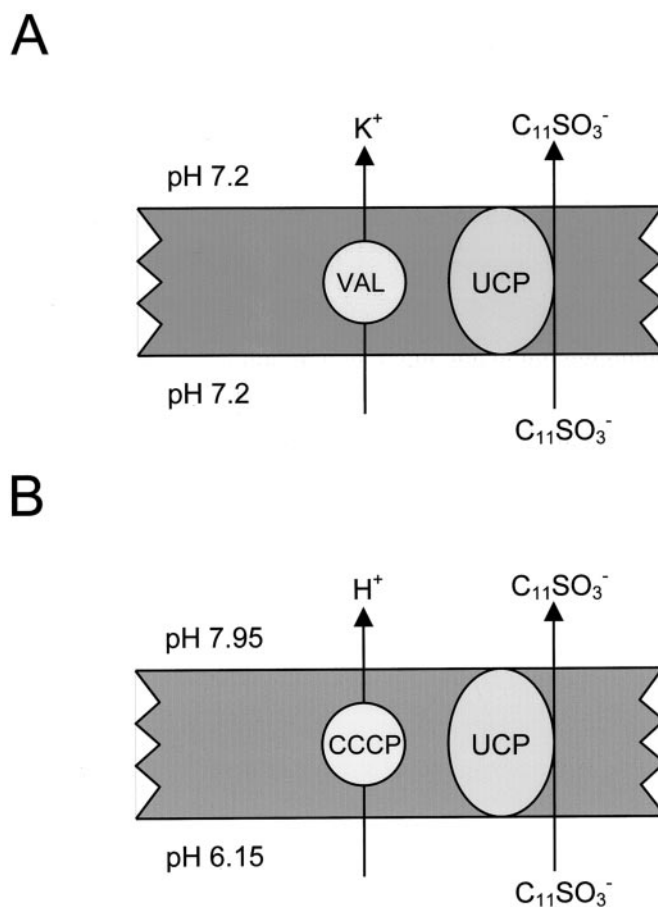 A
K⁺ C₁₁SO₃⁻
pH 7.2
VAL UCP
pH 7.2
C₁₁SO₃⁻
B
H⁺ C₁₁SO₃⁻
pH 7.95
CCCP UCP
pH 6.15
C₁₁SO₃⁻